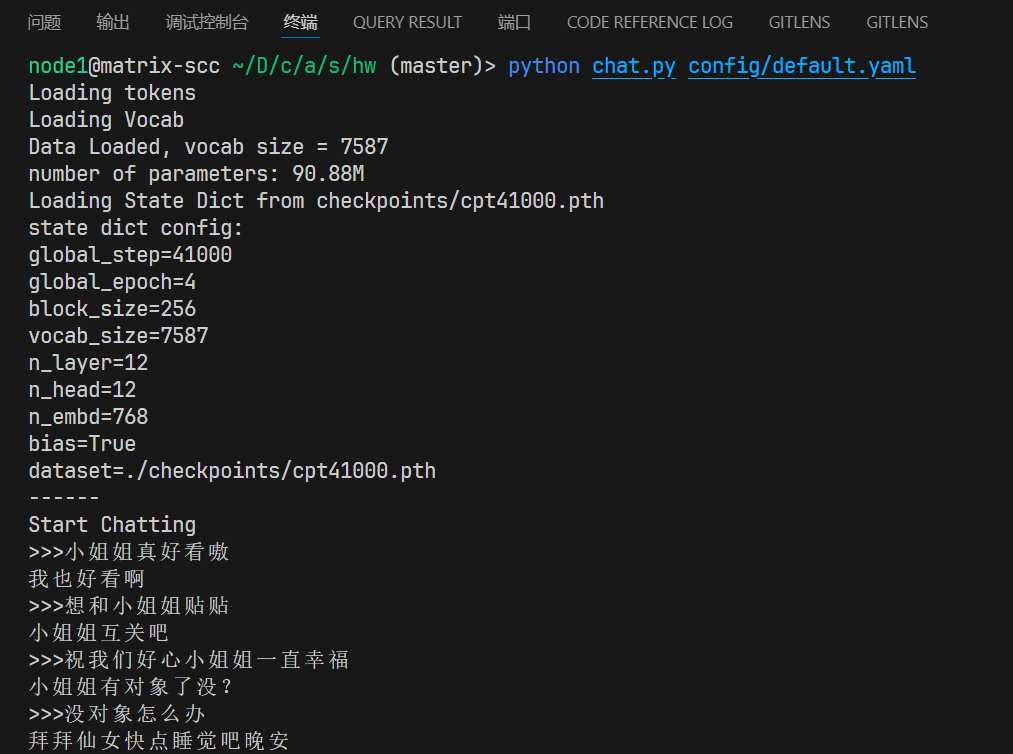 问题 输出 调试控制台 终端 QUERY RESULT 端口 CODE REFERENCE LOG GITLENS GITLENS
node1@matrix-scc ~/D/c/a/s/hw (master)> python chat.py config/default.yaml
Loading tokens
Loading Vocab
Data Loaded, vocab size = 7587
number of parameters: 90.88M
Loading State Dict from checkpoints/cpt41000.pth
state dict config:
global_step=41000
global_epoch=4
block_size=256
vocab_size=7587
n_layer=12
n_head=12
n_embd=768
bias=True
dataset=./checkpoints/cpt41000.pth
------
Start Chatting
>>>小姐姐真好看嗷
我也好看啊
>>>想和小姐姐贴贴
小姐姐互关吧
>>>祝我们好心小姐姐一直幸福
小姐姐有对象了没？
>>>没对象怎么办
拜拜仙女快点睡觉吧晚安